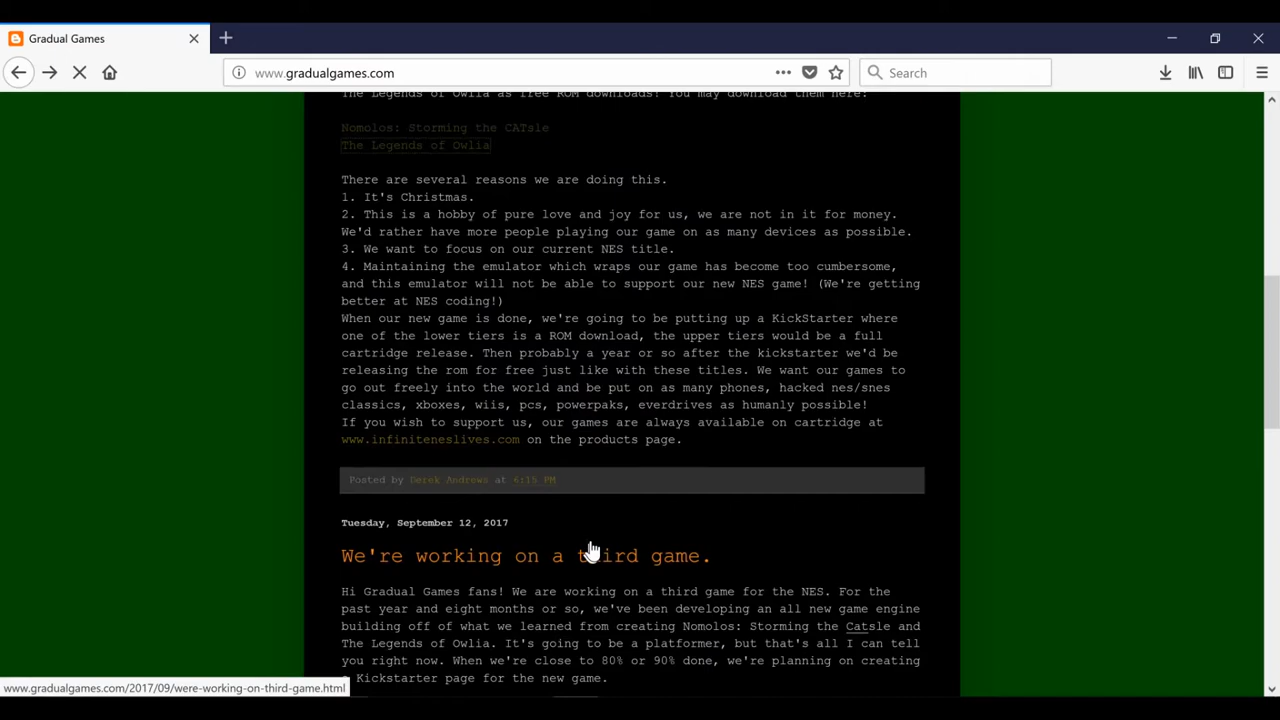 Gradual Games
www.gradualgames.com
Search
The Legends of Owlia as free ROM downloads! You may download them here:
Nomolos: Storming the CATsle
The Legends of Owlia
There are several reasons we are doing this.
1. It's Christmas.
2. This is a hobby of pure love and joy for us, we are not in it for money.
We'd rather have more people playing our game on as many devices as possible.
3. We want to focus on our current NES title.
4. Maintaining the emulator which wraps our game has become too cumbersome,
and this emulator will not be able to support our new NES game! (We're getting
better at NES coding!)
When our new game is done, we're going to be putting up a KickStarter where
one of the lower tiers is a ROM download, the upper tiers would be a full
cartridge release. Then probably a year or so after the kickstarter we'd be
releasing the rom for free just like with these titles. We want our games to
go out freely into the world and be put on as many phones, hacked nes/snes
classics, xboxes, wiis, pcs, powerpaks, everdrives as humanly possible!
If you wish to support us, our games are always available on cartridge at
www.infiniteneslives.com on the products page.
Posted by Derek Andrews at 6:15 PM
Tuesday, September 12, 2017
We're working on a third game.
Hi Gradual Games fans! We are working on a third game for the NES. For the
past year and eight months or so, we've been developing an all new game engine
building off of what we learned from creating Nomolos: Storming the Catsle and
The Legends of Owlia. It's going to be a platformer, but that's all I can tell
you right now. When we're close to 80% or 90% done, we're planning on creating
a Kickstarter page for the new game.
www.gradualgames.com/2017/09/were-working-on-third-game.html